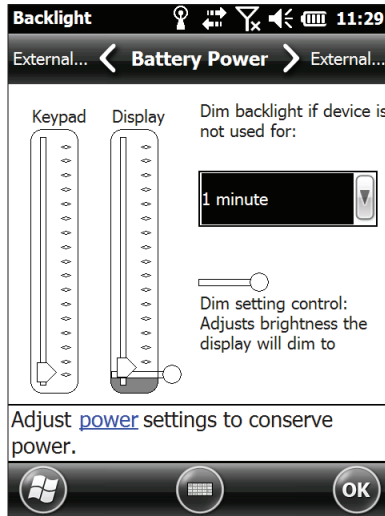 Backlight 11:29
External... Battery Power External...
Keypad Display
Dim backlight if device is
not used for:
1 minute
Dim setting control:
Adjusts brightness the
display will dim to
Adjust power settings to conserve
power.
OK